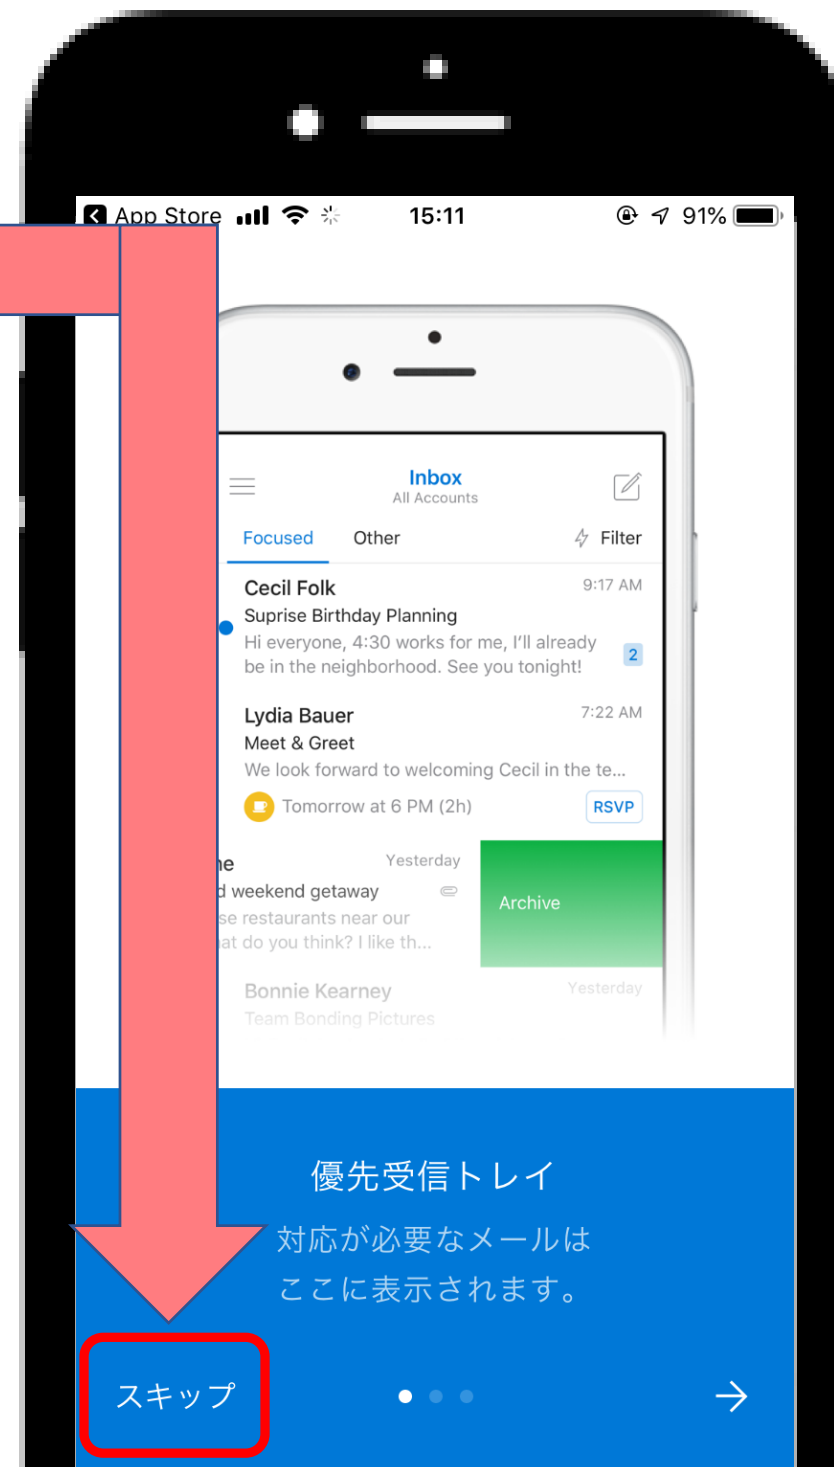 App Store 15:11 91%
Inbox
All Accounts
Focused Other Filter
Cecil Folk 9:17 AM
Suprise Birthday Planning
Hi everyone, 4:30 works for me, I'll already
be in the neighborhood. See you tonight!
2
Lydia Bauer 7:22 AM
Meet & Greet
We look forward to welcoming Cecil in the te...
Tomorrow at 6 PM (2h) RSVP
Yesterday
weekend getaway
restaurants near our
do you think? I like th...
Archive
Bonnie Kearney Yesterday
Team Bonding Pictures
優先受信トレイ
対応が必要なメールは
ここに表示されます。
スキップ